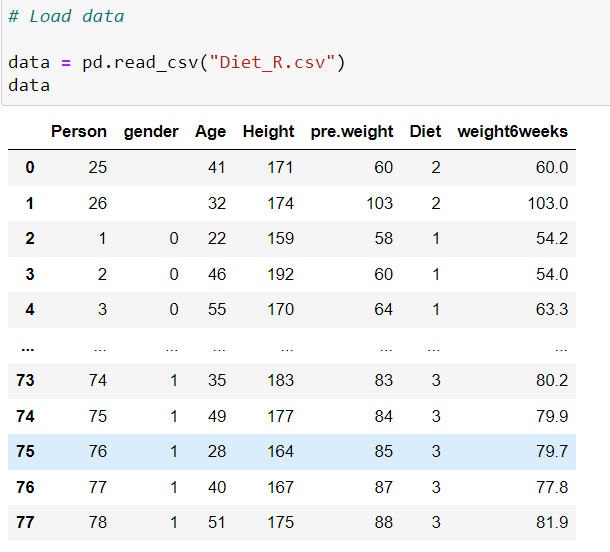 # Load data
data = pd.read_csv("Diet_R.csv")
data
Person gender Age Height pre.weight Diet weight6weeks
0 25 41 171 60 2 60.0
1 26 32 174 103 2 103.0
2 1 0 22 159 58 1 54.2
3 2 0 46 192 60 1 54.0
4 3 0 55 170 64 1 63.3
... ... ... ... ... ... ... ...
73 74 1 35 183 83 3 80.2
74 75 1 49 177 84 3 79.9
75 76 1 28 164 85 3 79.7
76 77 1 40 167 87 3 77.8
77 78 1 51 175 88 3 81.9